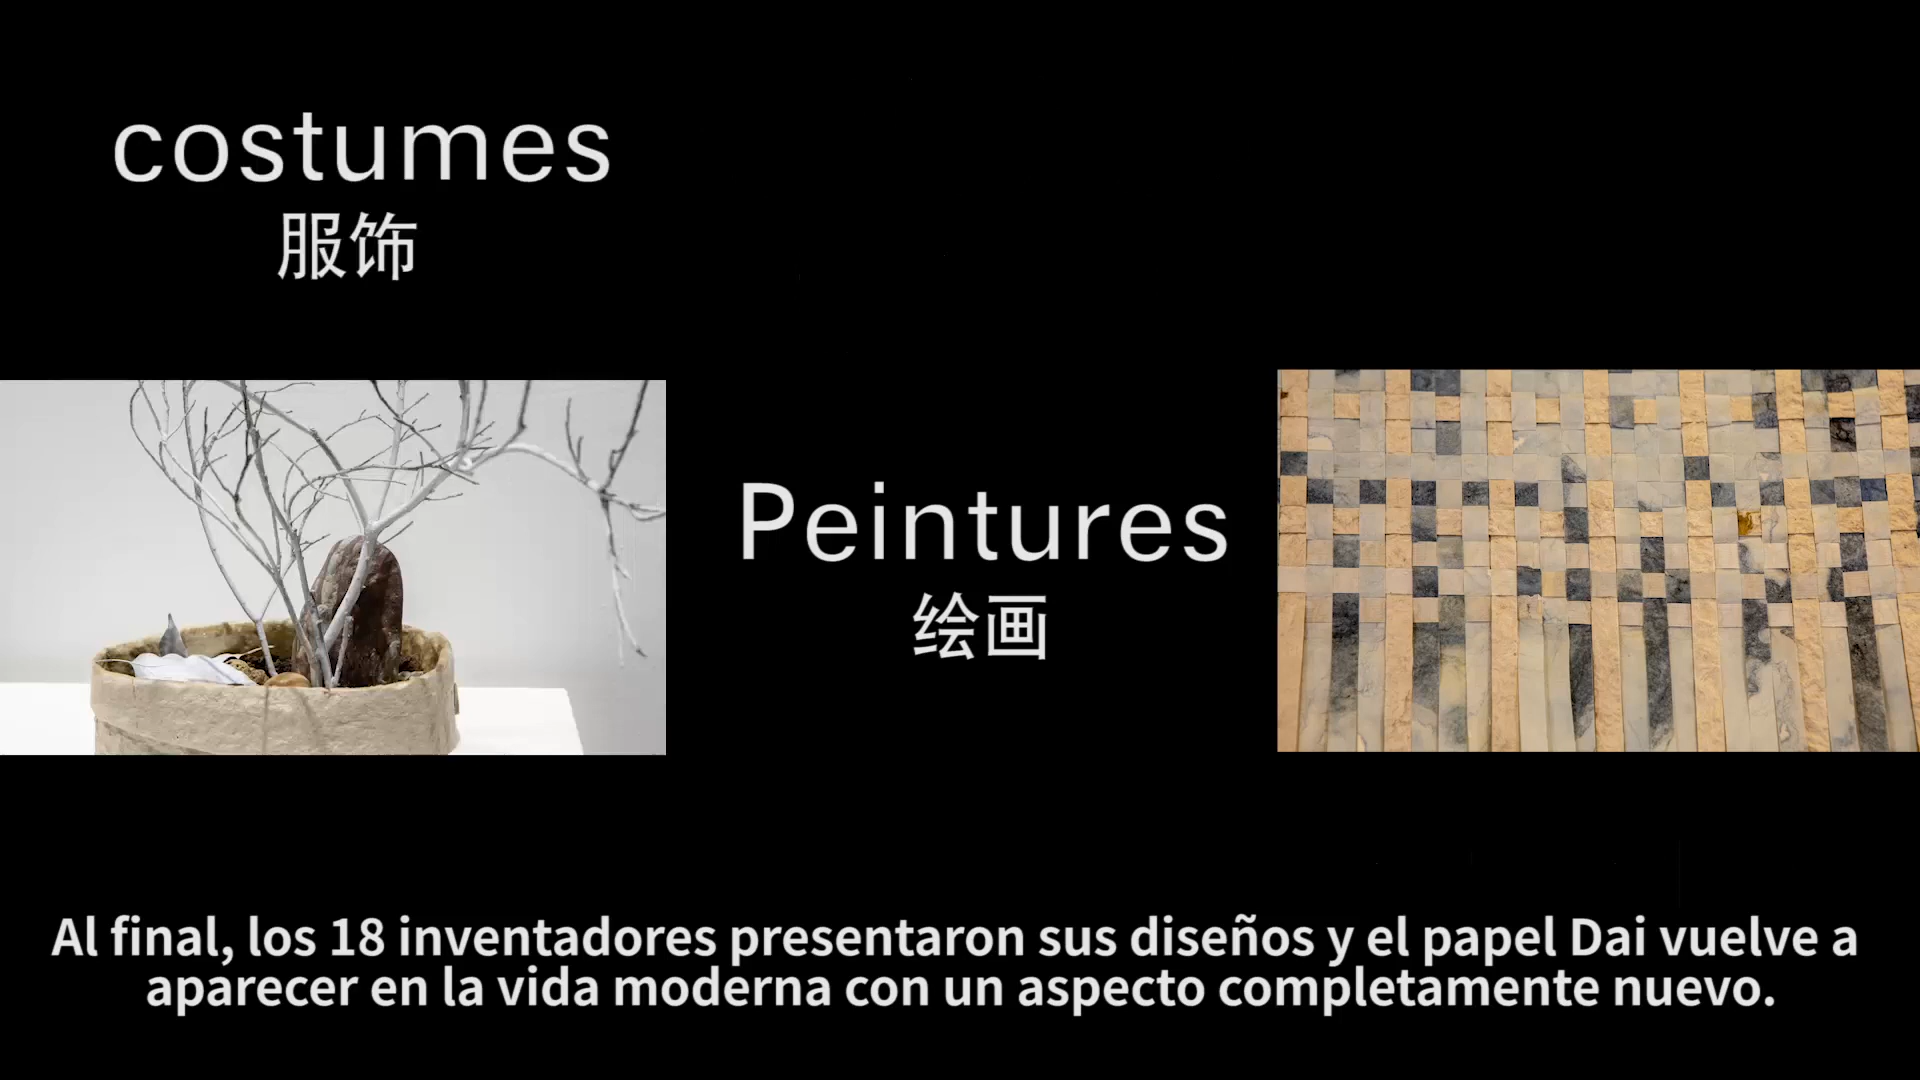 costumes
服饰
Peintures
绘画
Al final, los 18 inventadores presentaron sus diseños y el papel Dai vuelve a
aparecer en la vida moderna con un aspecto completamente nuevo.